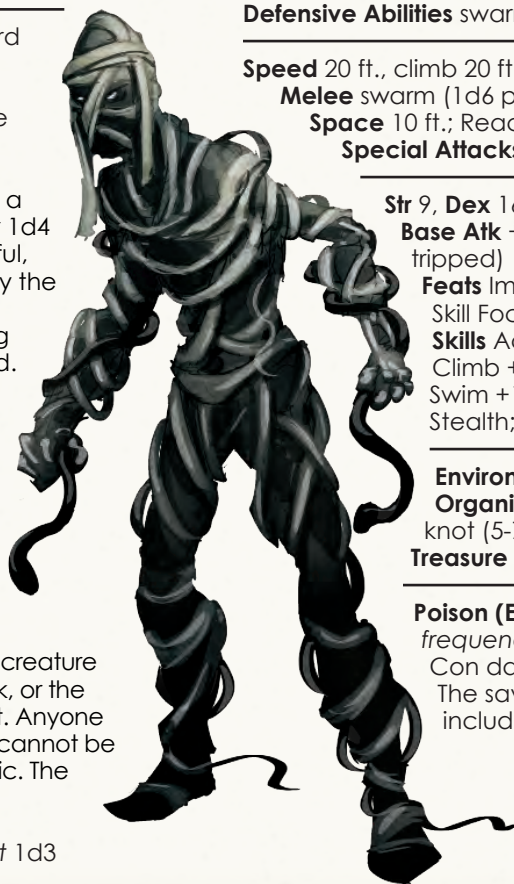 rd
e
a
1d4
ful,
y the
g
d.
creature
k, or the
t. Anyone
cannot be
ic. The
t 1d3
Defensive Abilities swar
Speed 20 ft., climb 20 ft
Melee swarm (1d6 p
Space 10 ft.; Reac
Special Attacks
Str 9, Dex 1
Base Atk
tripped)
Feats Im
Skill Foc
Skills Ac
Climb +
Swim +
Stealth;
Environ
Organi
knot (5-
Treasure
Poison (E
frequenc
Con da
The sav
includ